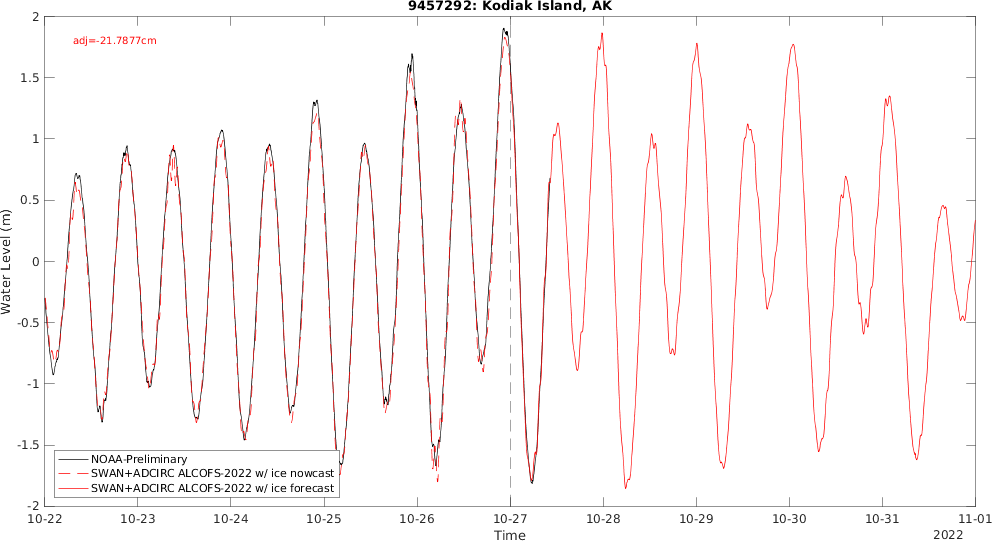 9457292: Kodiak Island, AK
adj=-21.7877cm
2
1.5
1
0.5
0
-0.5
-1
-1.5
-2
Water Level (m)
NOAA-Preliminary
SWAN+ADCIRC ALCOFS-2022 w/ ice nowcast
SWAN+ADCIRC ALCOFS-2022 w/ ice forecast
10-22 10-23 10-24 10-25 10-26 10-27 10-28 10-29 10-30 10-31 11-01
Time
2022